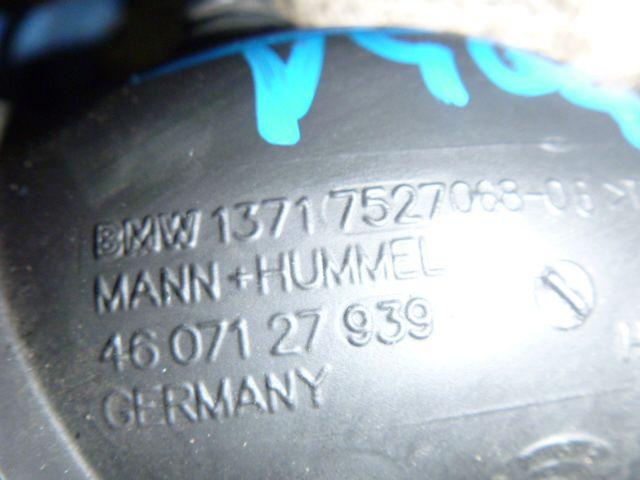 BMW 1371 7527068-08
MANN+HUMMEL
46 071 27 939
GERMANY